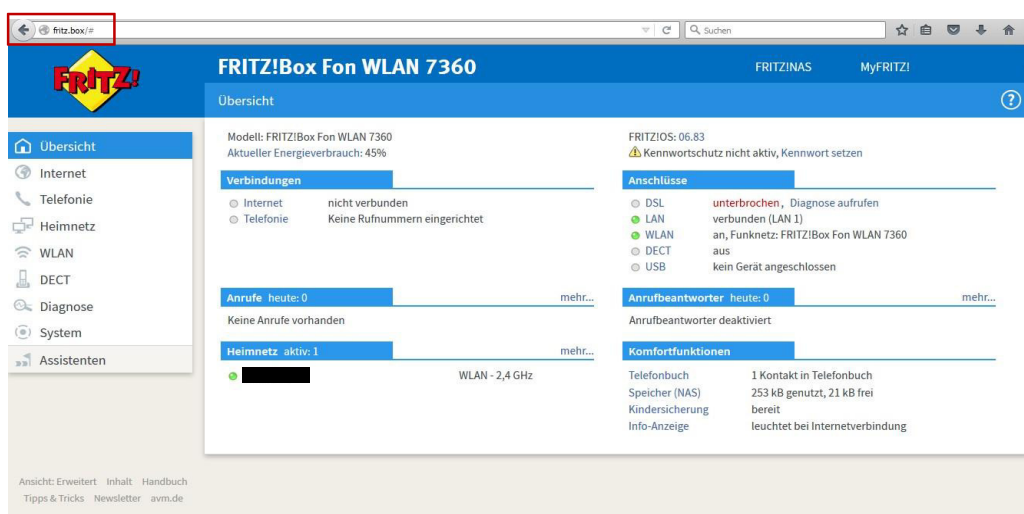 fritz.box/#
Suchen
FRITZ!
FRITZ!Box Fon WLAN 7360
FRITZ!NAS MyFRITZ!
Übersicht
?
Übersicht
Internet
Telefonie
Heimnetz
WLAN
DECT
Diagnose
System
Assistenten
Modell: FRITZ!Box Fon WLAN 7360
Aktueller Energieverbrauch: 45%
FRITZ!OS: 06.83
Kennwortschutz nicht aktiv, Kennwort setzen
Verbindungen
Internet nicht verbunden
Telefonie Keine Rufnummern eingerichtet
Anschlüsse
DSL unterbrochen, Diagnose aufrufen
LAN verbunden (LAN 1)
WLAN an, Funknetz: FRITZ!Box Fon WLAN 7360
DECT aus
USB kein Gerät angeschlossen
Anrufe heute: 0 mehr...
Keine Anrufe vorhanden
Anrufbeantworter heute: 0 mehr...
Anrufbeantworter deaktiviert
Heimnetz aktiv: 1 mehr...
WLAN - 2,4 GHz
Komfortfunktionen
Telefonbuch 1 Kontakt in Telefonbuch
Speicher (NAS) 253 kB genutzt, 21 kB frei
Kindersicherung bereit
Info-Anzeige leuchtet bei Internetverbindung
Ansicht: Erweitert Inhalt Handbuch
Tipps & Tricks Newsletter avm.de